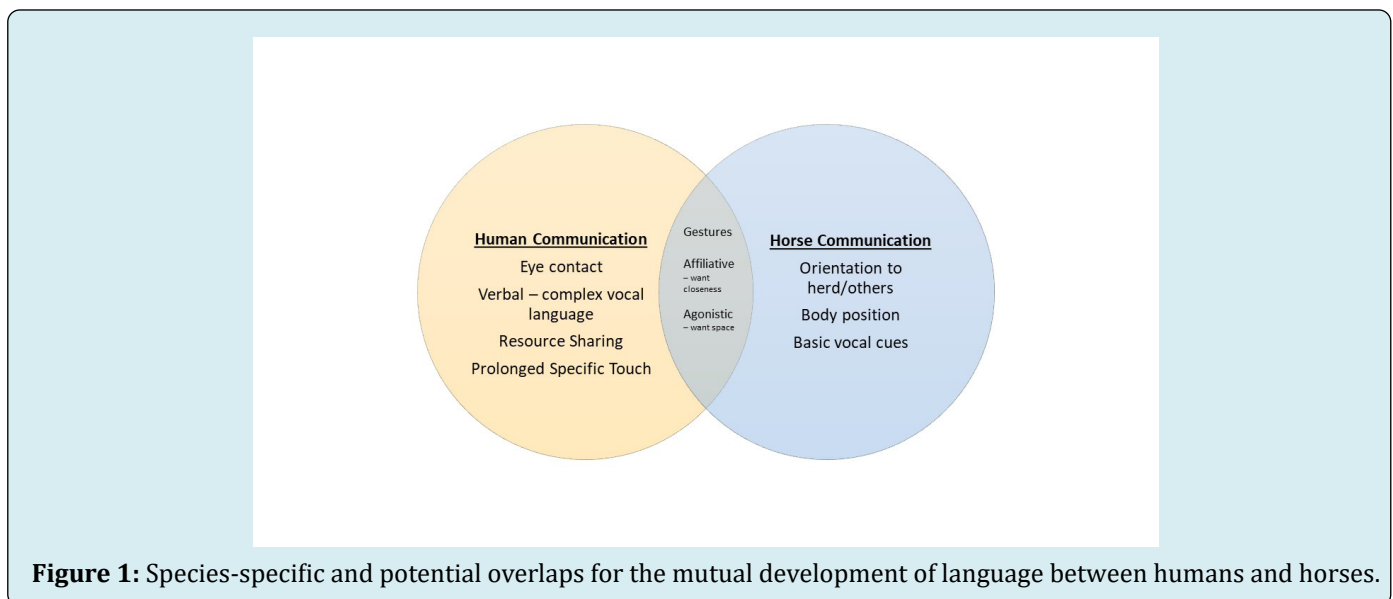 Human Communication
Eye contact
Verbal – complex vocal
language
Resource Sharing
Prolonged Specific Touch
Gestures
Affiliative
– want
closeness
Agonistic
– want space
Horse Communication
Orientation to
herd/others
Body position
Basic vocal cues
Figure 1: Species-specific and potential overlaps for the mutual development of language between humans and horses.